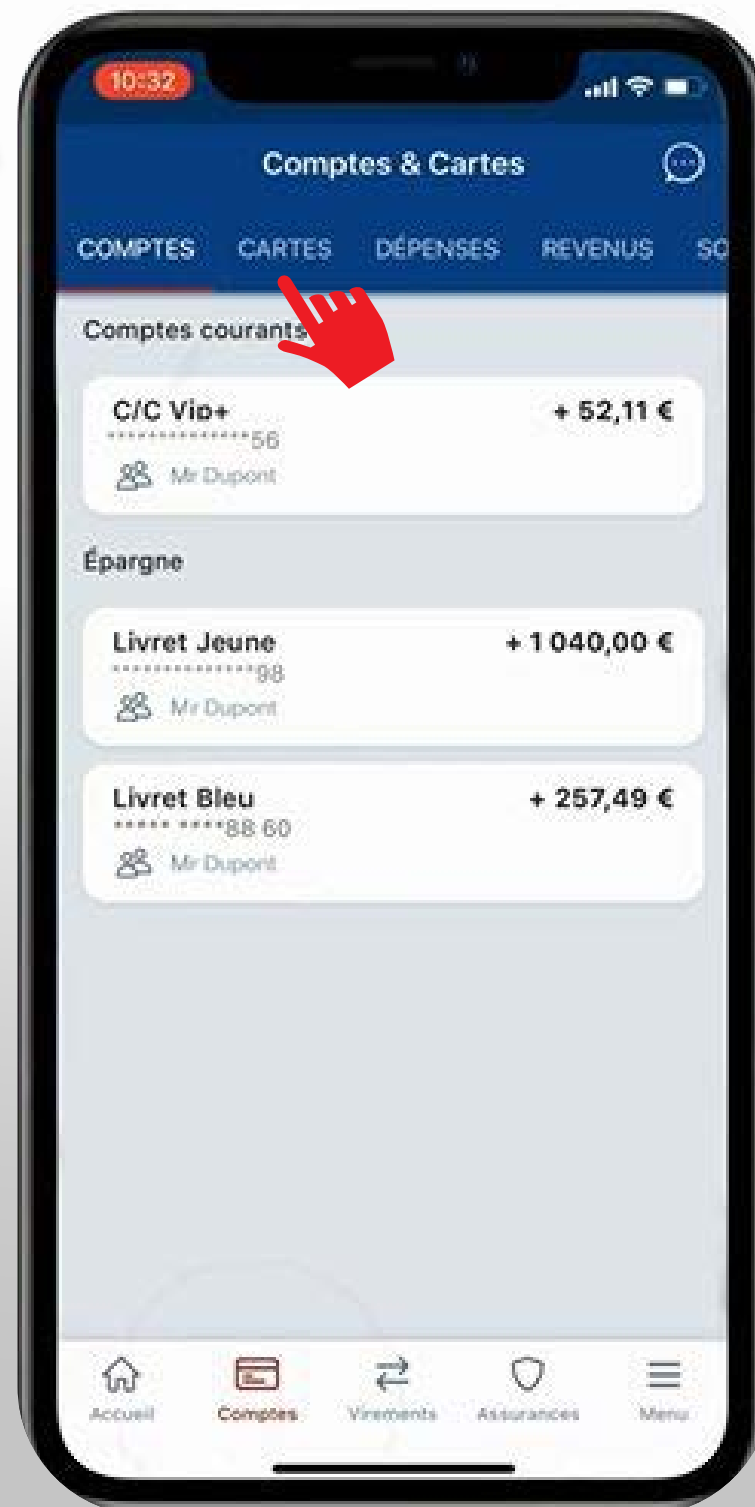 10:32
Comptes & Cartes
COMPTES CARTES DÉPENSES REVENUS SO
Comptes courants
C/C Vip+ + 52,11 €
***************56
Mr Dupont
Épargne
Livret Jeune + 1 040,00 €
***************98
Mr Dupont
Livret Bleu + 257,49 €
***** ****88 60
Mr Dupont
Accueil Comptes Virements Assurances Menu